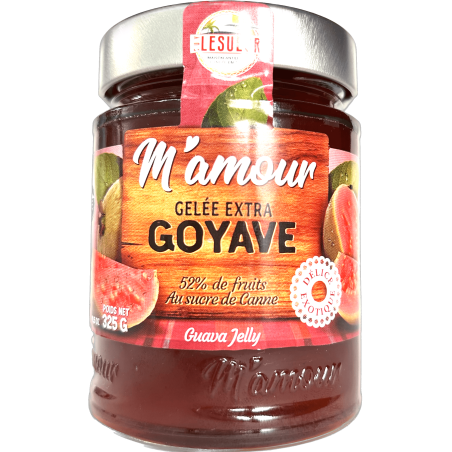 LESUEUR
M'amour
GELÉE EXTRA
GOYAVE
52% de fruits
Au sucre de Canne
DÉLICE
EXOTIQUE
POIDS NET
325 G
Guava Jelly
M'amour